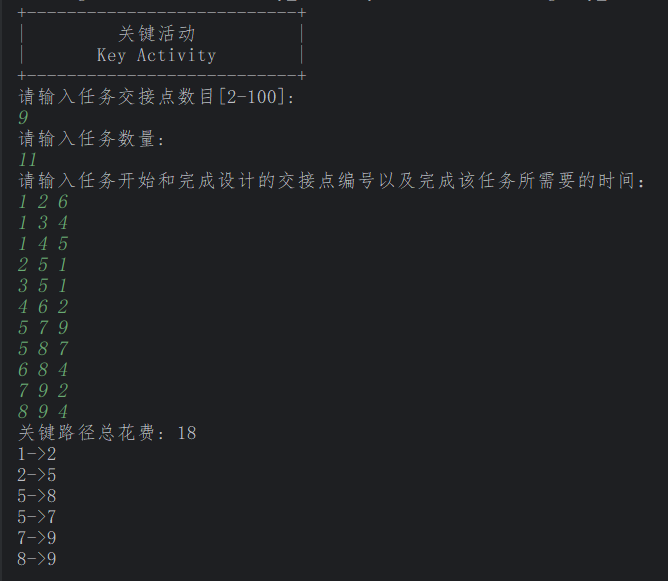 +---------------------------+
|         关键活动          |
|       Key Activity        |
+---------------------------+
请输入任务交接点数目[2-100]:
9
请输入任务数量:
11
请输入任务开始和完成设计的交接点编号以及完成该任务所需要的时间:
1 2 6
1 3 4
1 4 5
2 5 1
3 5 1
4 6 2
5 7 9
5 8 7
6 8 4
7 9 2
8 9 4
关键路径总花费: 18
1->2
2->5
5->8
5->7
7->9
8->9